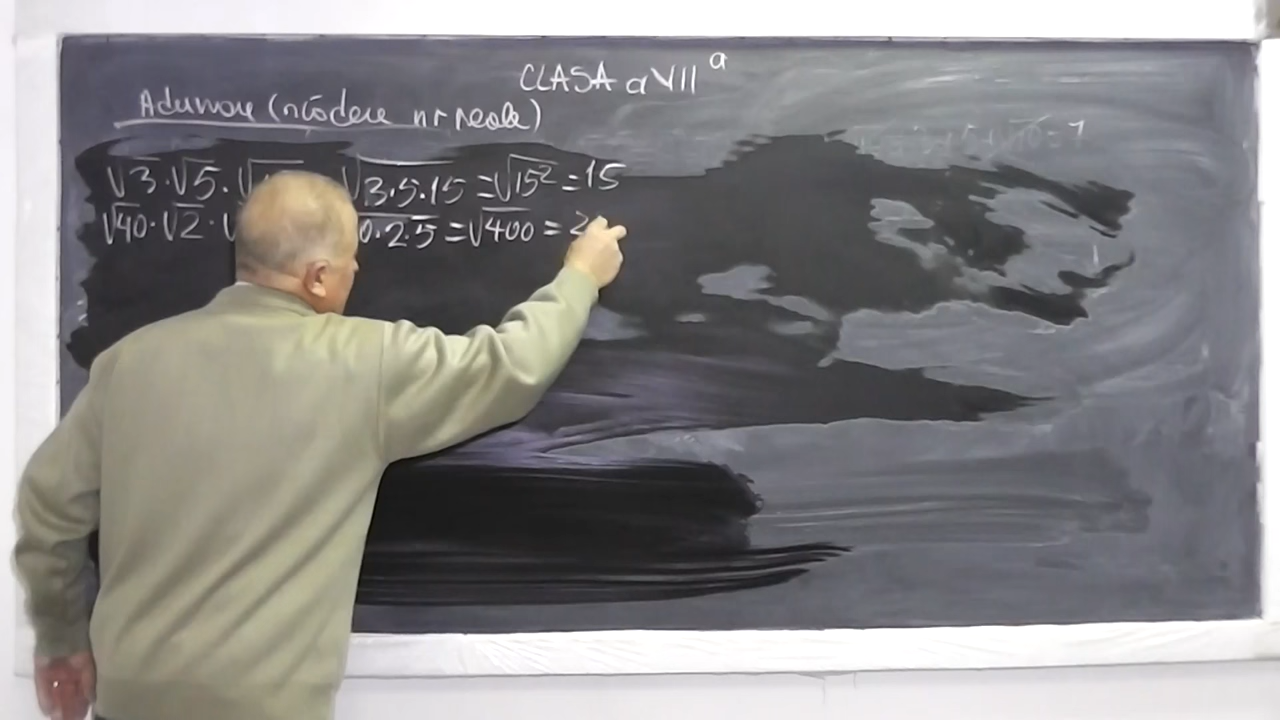 CLASA a VII a
Adunare (scădere nr reale)
√3·√5·√ √3·5·15 = √15² = 15
√40·√2·√ 0·2·5 = √400 = 2